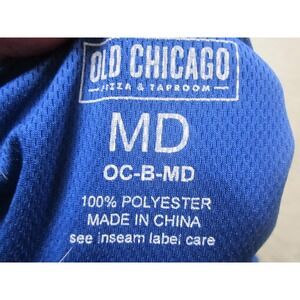 OLD CHICAGO
PIZZA & TAPROOM
MD
OC-B-MD
100% POLYESTER
MADE IN CHINA
see inseam label care